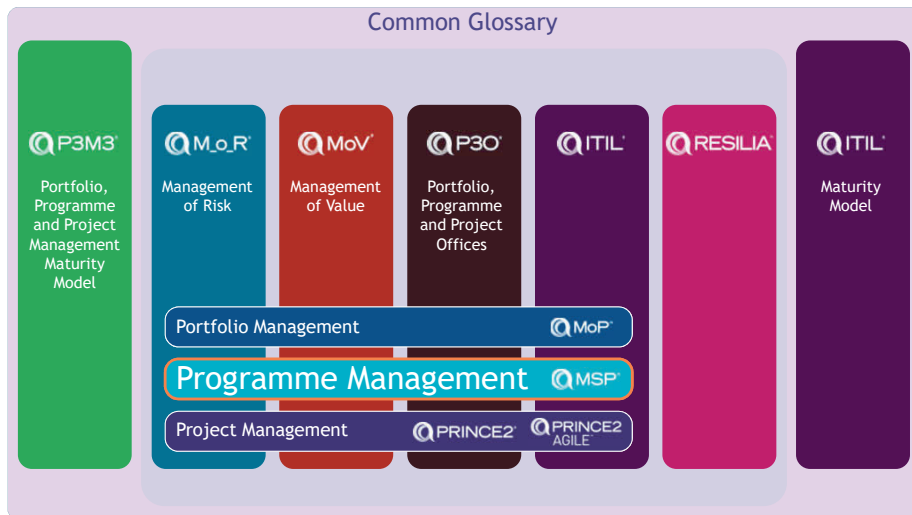 Common Glossary
P3M3®
Portfolio,
Programme
and Project
Management
Maturity
Model
M_o_R®
Management
of Risk
MoV®
Management
of Value
P3O®
Portfolio,
Programme
and Project
Offices
ITIL®
RESILIA™
ITIL®
Maturity
Model
Portfolio Management
MoP®
Programme Management
MSP®
Project Management
PRINCE2®
PRINCE2
AGILE™